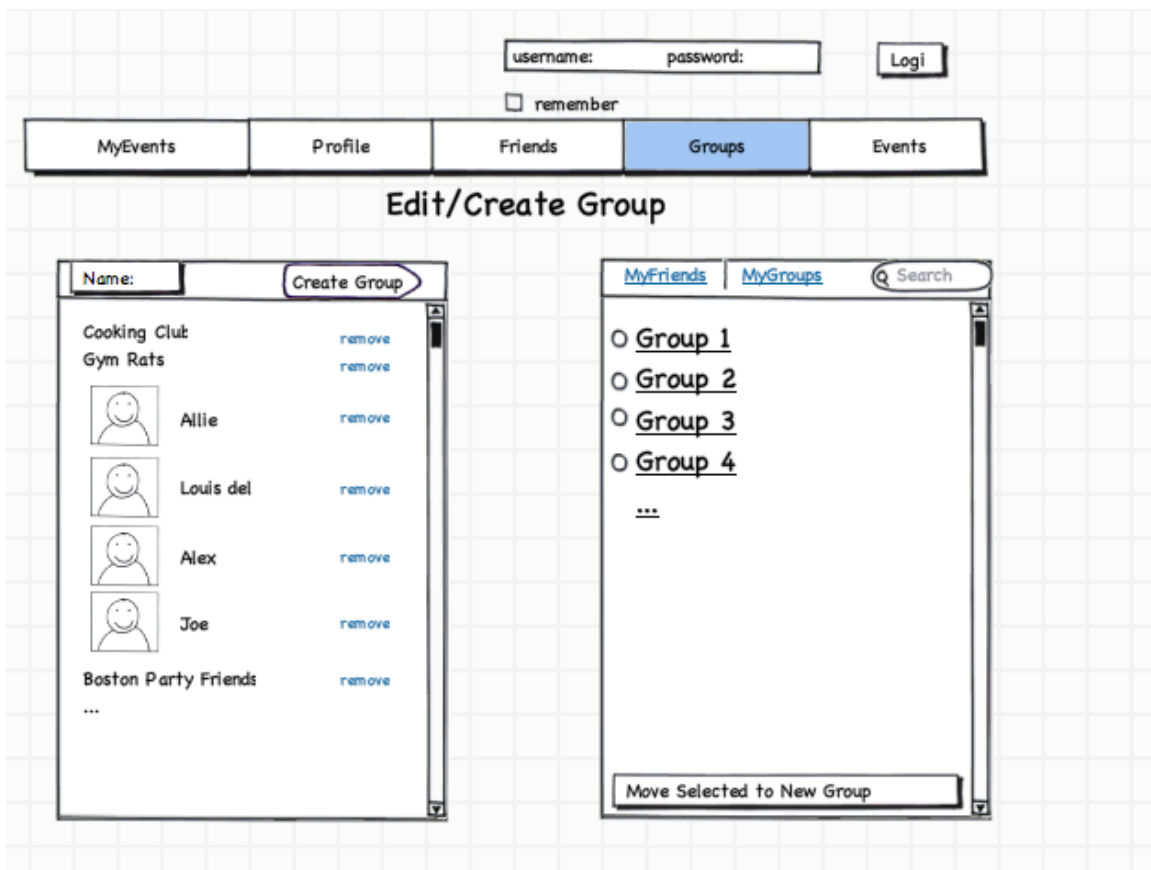 username: password: Logi
remember
MyEvents Profile Friends Groups Events
Edit/Create Group
Name: Create Group
Cooking Club remove
Gym Rats remove
Allie remove
Louis del remove
Alex remove
Joe remove
Boston Party Friends remove
...
MyFriends MyGroups Search
Group 1
Group 2
Group 3
Group 4
...
Move Selected to New Group